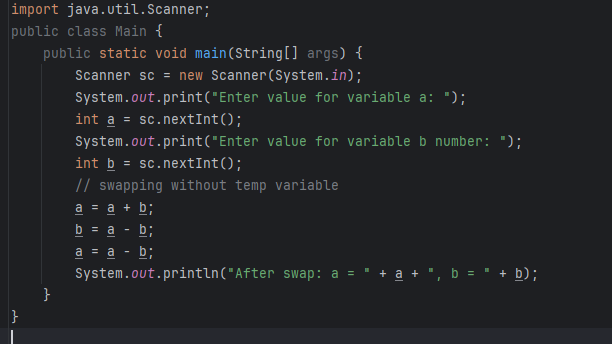 import java.util.Scanner;
public class Main {
    public static void main(String[] args) {
        Scanner sc = new Scanner(System.in);
        System.out.print("Enter value for variable a: ");
        int a = sc.nextInt();
        System.out.print("Enter value for variable b number: ");
        int b = sc.nextInt();
        // swapping without temp variable
        a = a + b;
        b = a - b;
        a = a - b;
        System.out.println("After swap: a = " + a + ", b = " + b);
    }
}